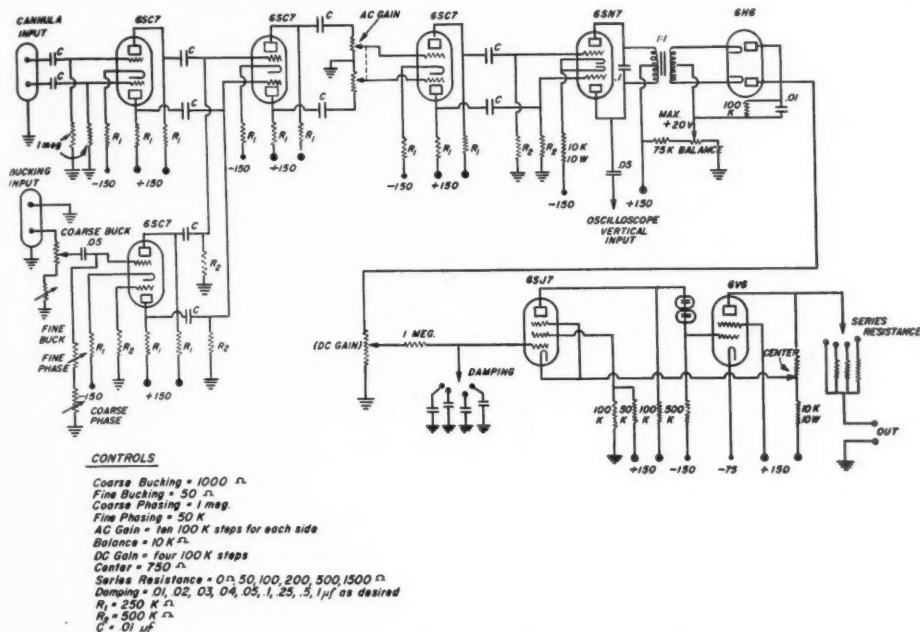 CANNULA INPUT
6SC7
6SC7
AC GAIN
6SC7
6SN7
6H6
C
C
C
C
C
C
C
C
1:1
.1
.01
100 K
MAX. +20V
75K BALANCE
1 meg
R₁
R₁
R₁
R₁
R₁
R₁
R₂
R₂
10 K 10W
-150
+150
-150
+150
-150
+150
-150
+150
.05
OSCILLOSCOPE VERTICAL INPUT
BUCKING INPUT
COARSE BUCK
.05
6SC7
C
C
R₂
R₂
FINE BUCK
FINE PHASE
COARSE PHASE
R₁
R₂
R₁
R₁
-150
+150
6SJ7
6V6
1 MEG.
(DC GAIN)
DAMPING
CENTER
SERIES RESISTANCE
100 K
50 K
100 K
500 K
10 K 10W
OUT
+150
-150
-75
+150
CONTROLS
Coarse Bucking = 1000 Ω
Fine Bucking = 50 Ω
Coarse Phasing = 1 meg.
Fine Phasing = 50 K
AC Gain = ten 100 K steps for each side
Balance = 10 K Ω
DC Gain = four 100 K steps
Center = 750 Ω
Series Resistance = 0 Ω, 50, 100, 200, 500, 1500 Ω
Damping = .01, .02, .03, .04, .05, .1, .25, .5, 1 μf as desired
R₁ = 250 K Ω
R₂ = 500 K Ω
C = .01 μf